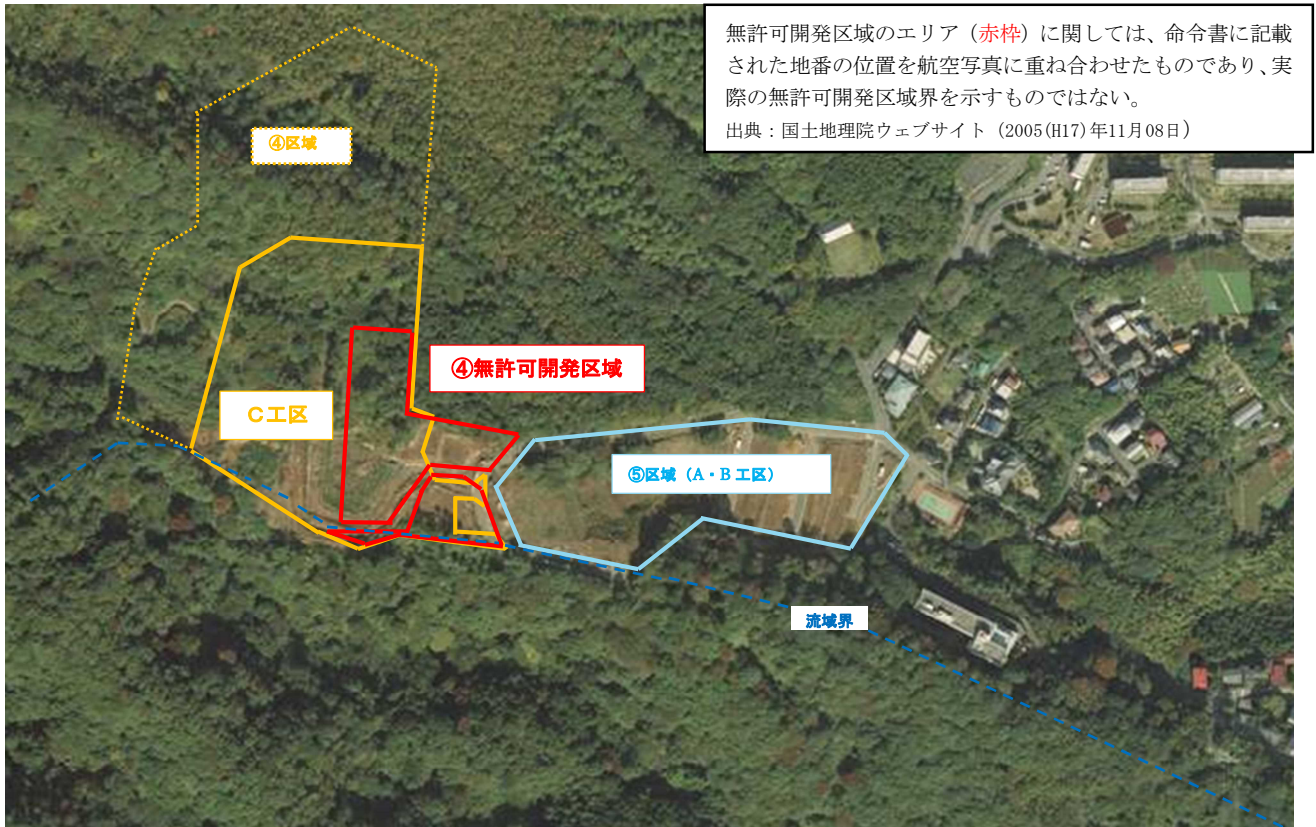 無許可開発区域のエリア（赤枠）に関しては、命令書に記載
された地番の位置を航空写真に重ね合わせたものであり、実
際の無許可開発区域界を示すものではない。
出典：国土地理院ウェブサイト（2005(H17)年11月08日）
④区域
④無許可開発区域
C工区
⑤区域（A・B工区）
流域界